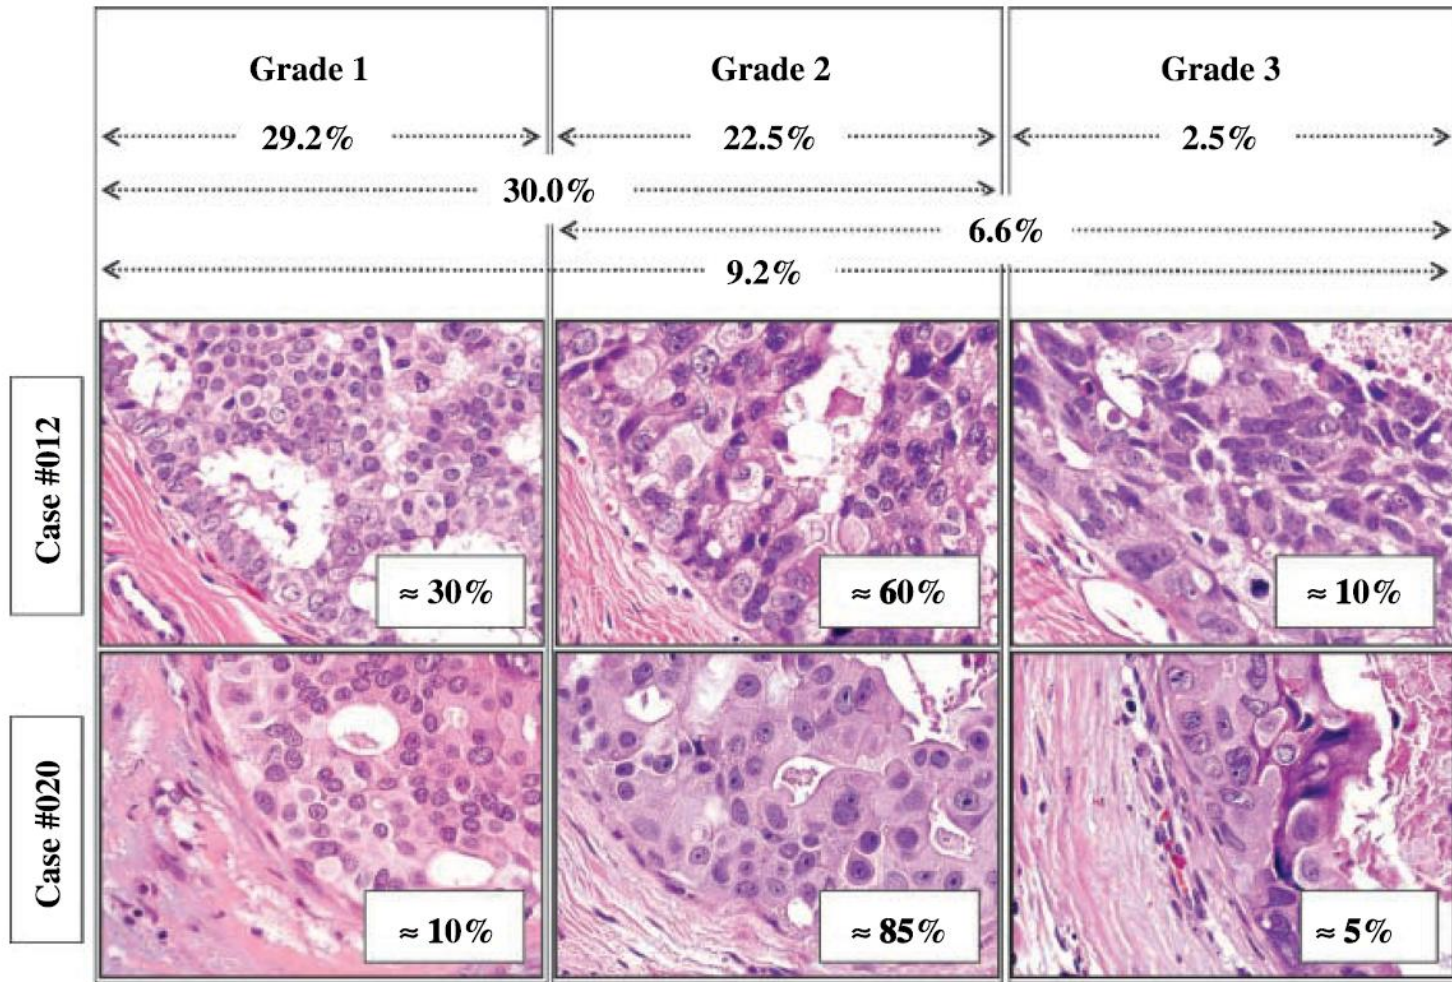 Grade 1 Grade 2 Grade 3
29.2% 22.5% 2.5%
30.0%
6.6%
9.2%
Case #012
≈ 30% ≈ 60% ≈ 10%
Case #020
≈ 10% ≈ 85% ≈ 5%